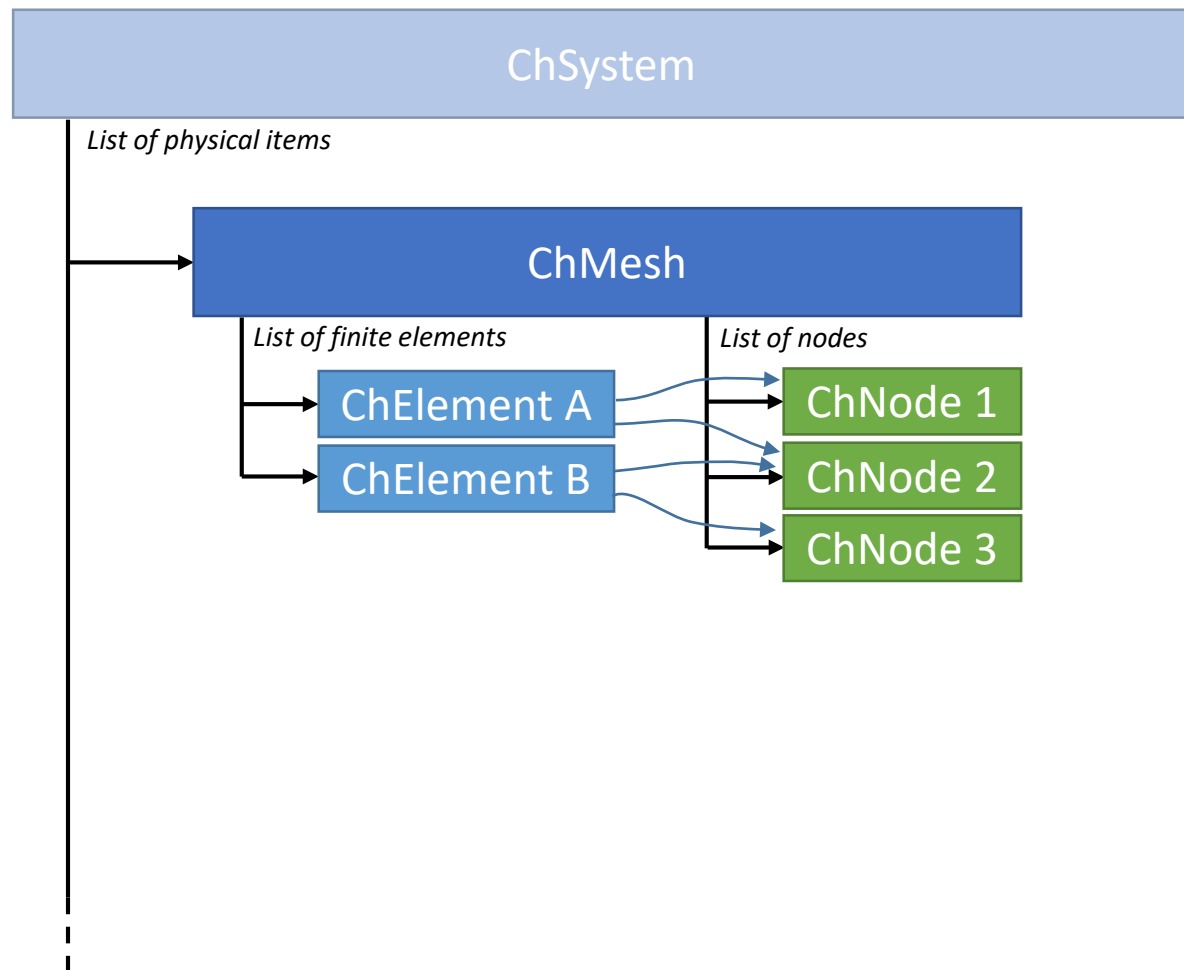 ChSystem
List of physical items
ChMesh
List of finite elements
List of nodes
ChElement A
ChNode 1
ChElement B
ChNode 2
ChNode 3